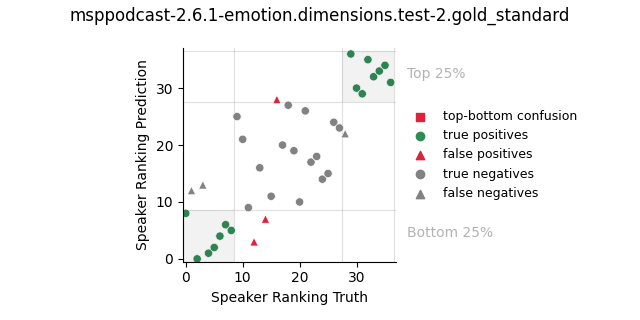 msppodcast-2.6.1-emotion.dimensions.test-2.gold_standard
Speaker Ranking Prediction
30
20
10
0
0
10
20
30
Speaker Ranking Truth
Top 25%
top-bottom confusion
true positives
false positives
true negatives
false negatives
Bottom 25%